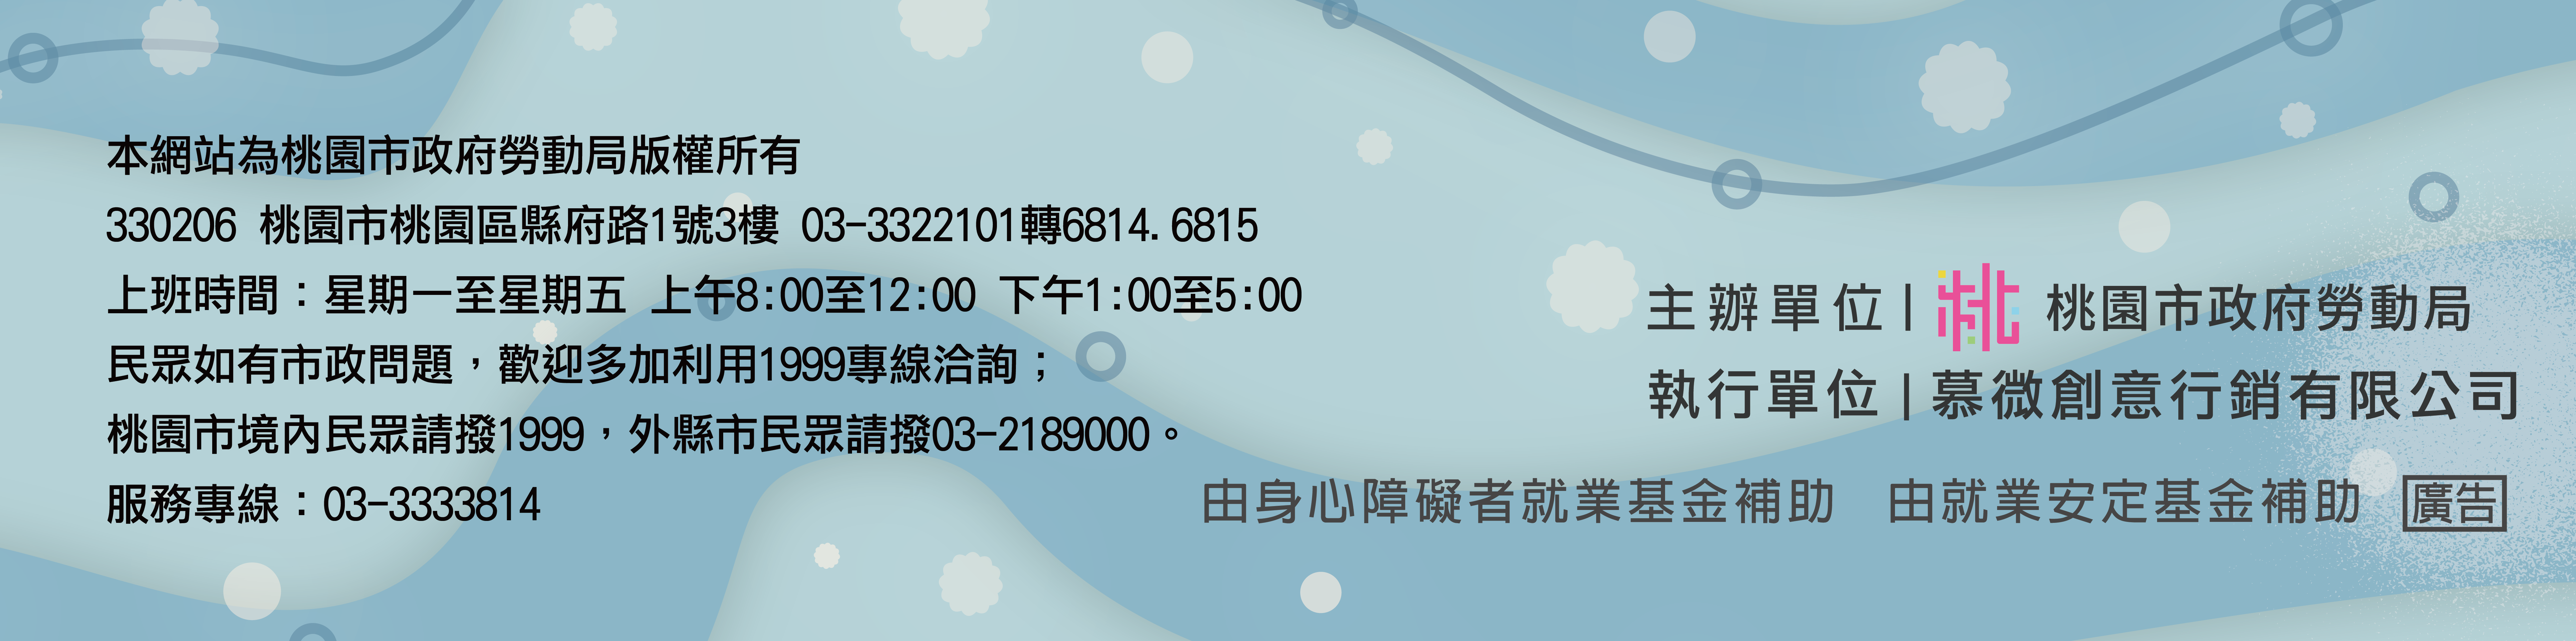 本網站為桃園市政府勞動局版權所有
330206 桃園市桃園區縣府路1號3樓 03-3322101轉6814.6815
上班時間：星期一至星期五 上午8:00至12:00 下午1:00至5:00
民眾如有市政問題，歡迎多加利用1999專線洽詢；
桃園市境內民眾請撥1999，外縣市民眾請撥03-2189000。
服務專線：03-3333814
主辦單位 | 桃 桃園市政府勞動局
執行單位 | 慕微創意行銷有限公司
由身心障礙者就業基金補助 由就業安定基金補助 廣告